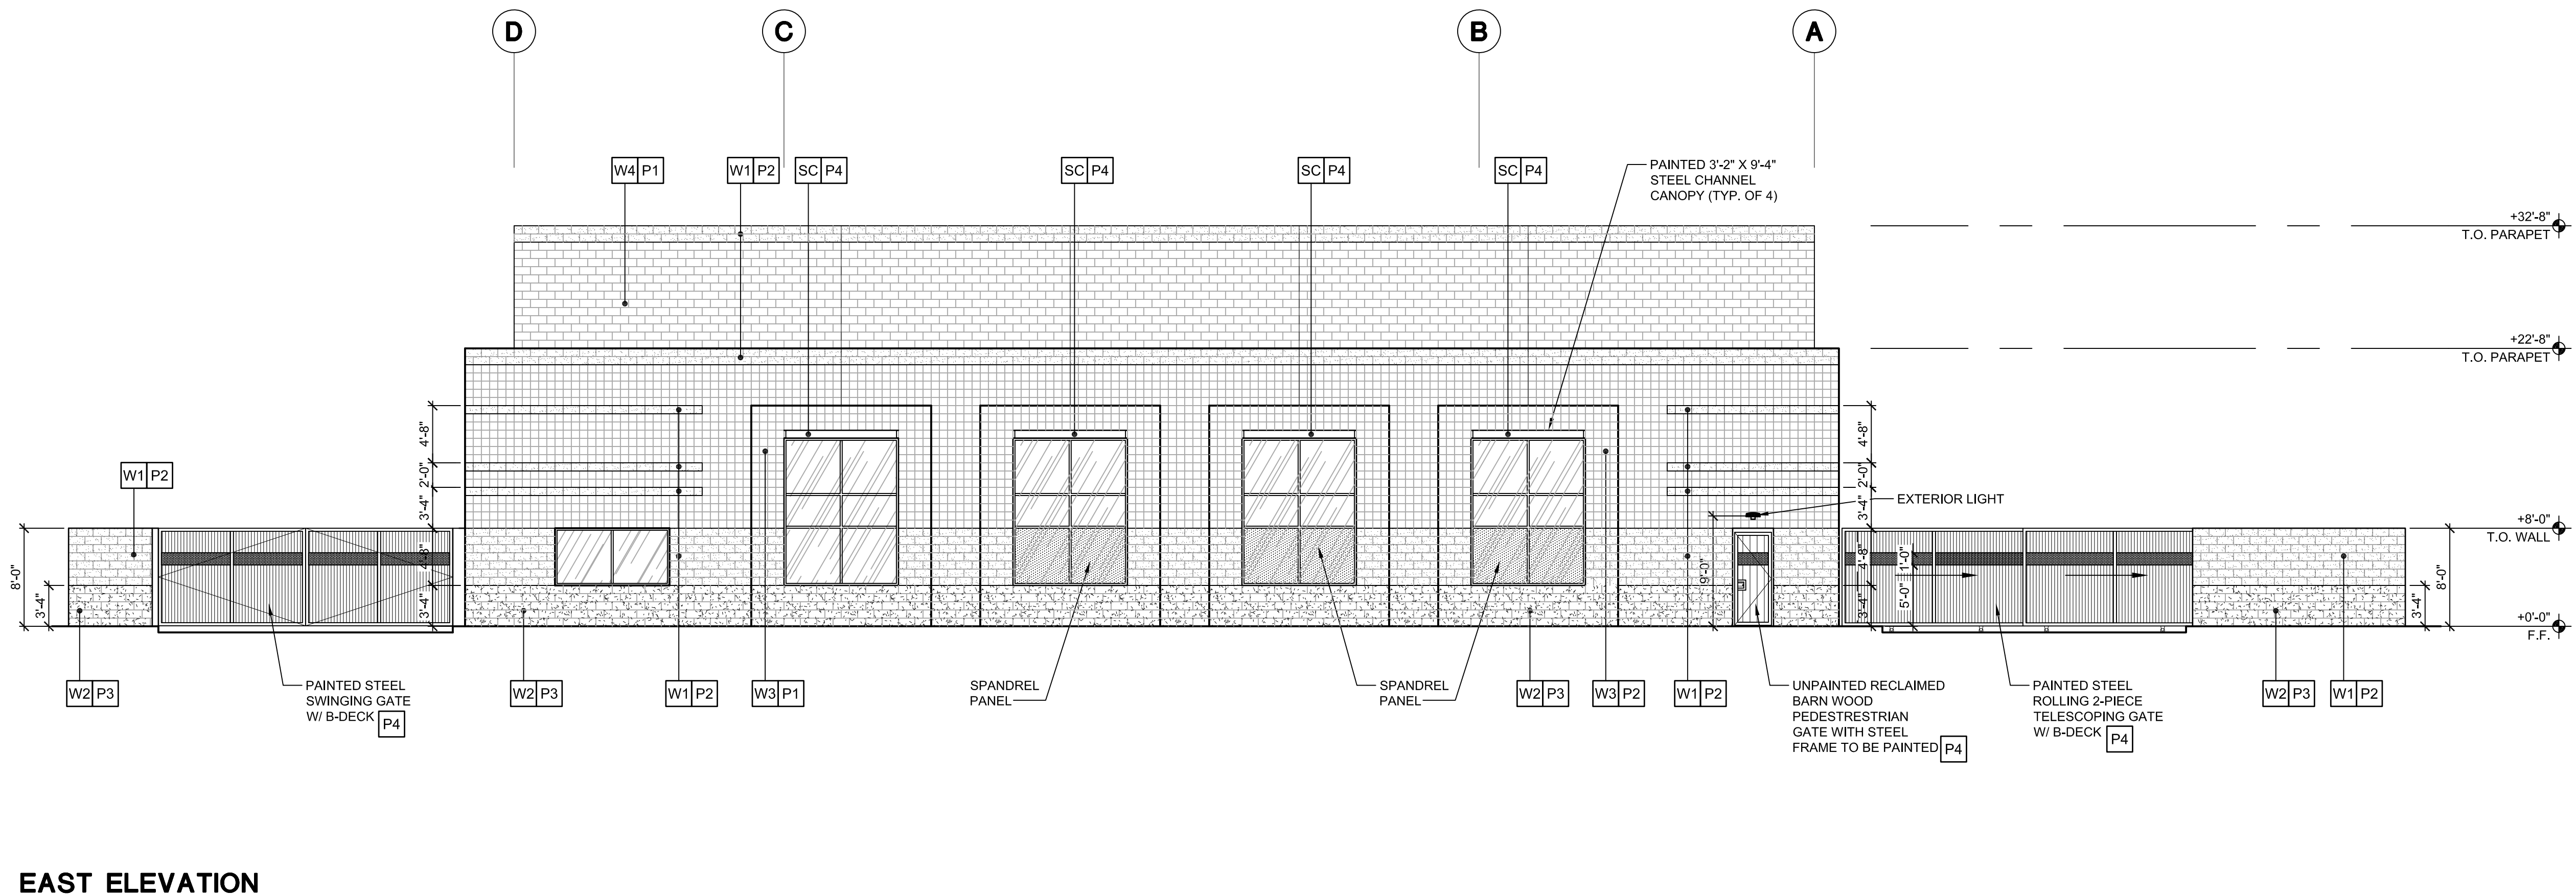 D
C
B
A
W4 P1
W1 P2
SC P4
SC P4
SC P4
SC P4
PAINTED 3'-2" X 9'-4"
STEEL CHANNEL
CANOPY (TYP. OF 4)
+32'-8"
T.O. PARAPET
+22'-8"
T.O. PARAPET
4'-8"
2'-0"
3'-4"
4'-8"
3'-4"
W1 P2
8'-0"
3'-4"
4'-8"
2'-0"
3'-4"
EXTERIOR LIGHT
9'-0"
4'-8"
3'-4"
1'-0"
5'-0"
+8'-0"
T.O. WALL
8'-0"
3'-4"
+0'-0"
F.F.
W2 P3
PAINTED STEEL
SWINGING GATE
W/ B-DECK P4
W2 P3
W1 P2
W3 P1
SPANDREL
PANEL
SPANDREL
PANEL
W2 P3
W3 P2
W1 P2
UNPAINTED RECLAIMED
BARN WOOD
PEDESTRESTRIAN
GATE WITH STEEL
FRAME TO BE PAINTED P4
PAINTED STEEL
ROLLING 2-PIECE
TELESCOPING GATE
W/ B-DECK P4
W2 P3
W1 P2
EAST ELEVATION